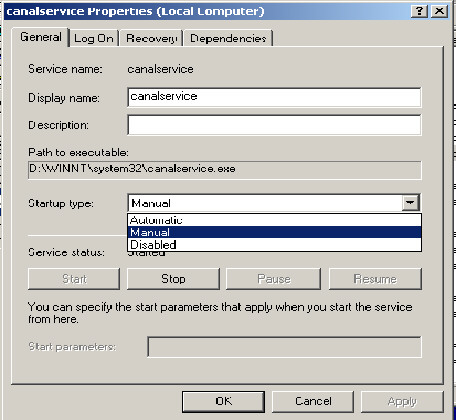 canalservice Properties (Local Computer)
General Log On Recovery Dependencies
Service name: canalservice
Display name: canalservice
Description:
Path to executable:
D:\WINNT\system32\canalservice.exe
Startup type: Manual
Automatic
Manual
Disabled
Service status: Started
Start Stop Pause Resume
You can specify the start parameters that apply when you start the service
from here.
Start parameters:
OK Cancel Apply